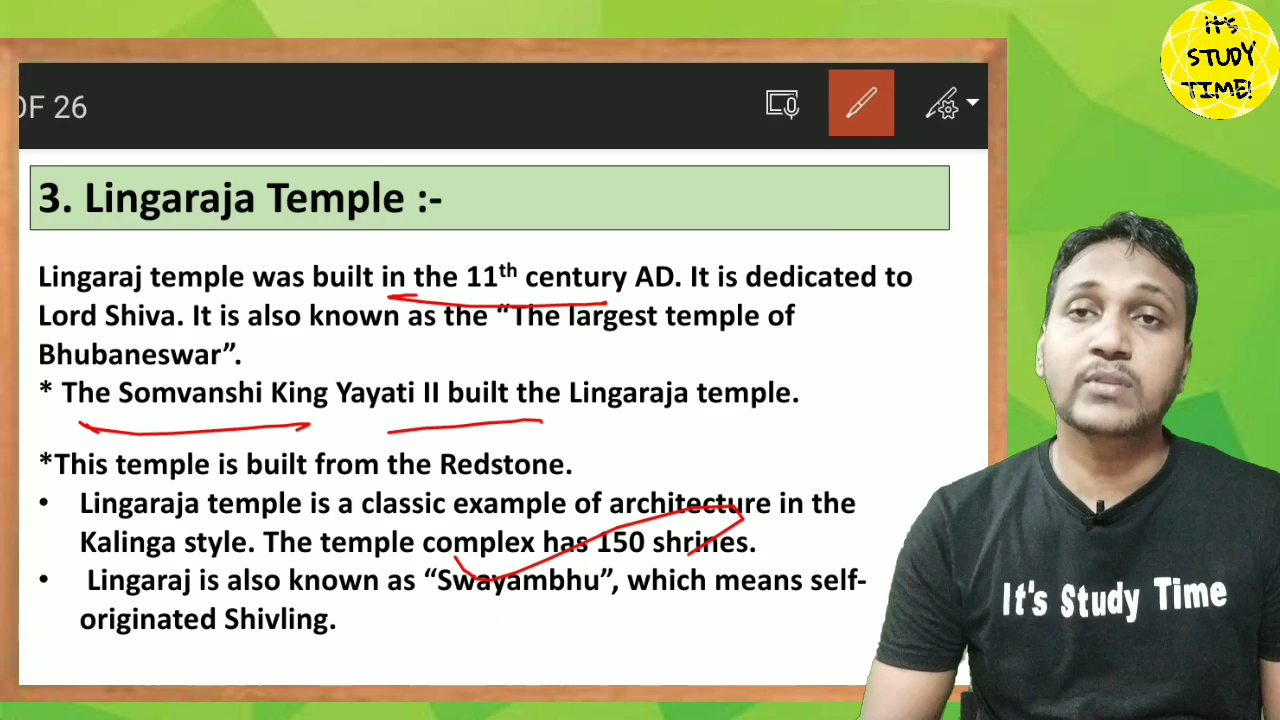 IT'S
STUDY
TIME!
OF 26
3. Lingaraja Temple :-
Lingaraj temple was built in the 11th century AD. It is dedicated to
Lord Shiva. It is also known as the “The largest temple of
Bhubaneswar”.
* The Somvanshi King Yayati II built the Lingaraja temple.
*This temple is built from the Redstone.
• Lingaraja temple is a classic example of architecture in the
Kalinga style. The temple complex has 150 shrines.
• Lingaraj is also known as “Swayambhu”, which means self-
originated Shivling.
It's Study Time